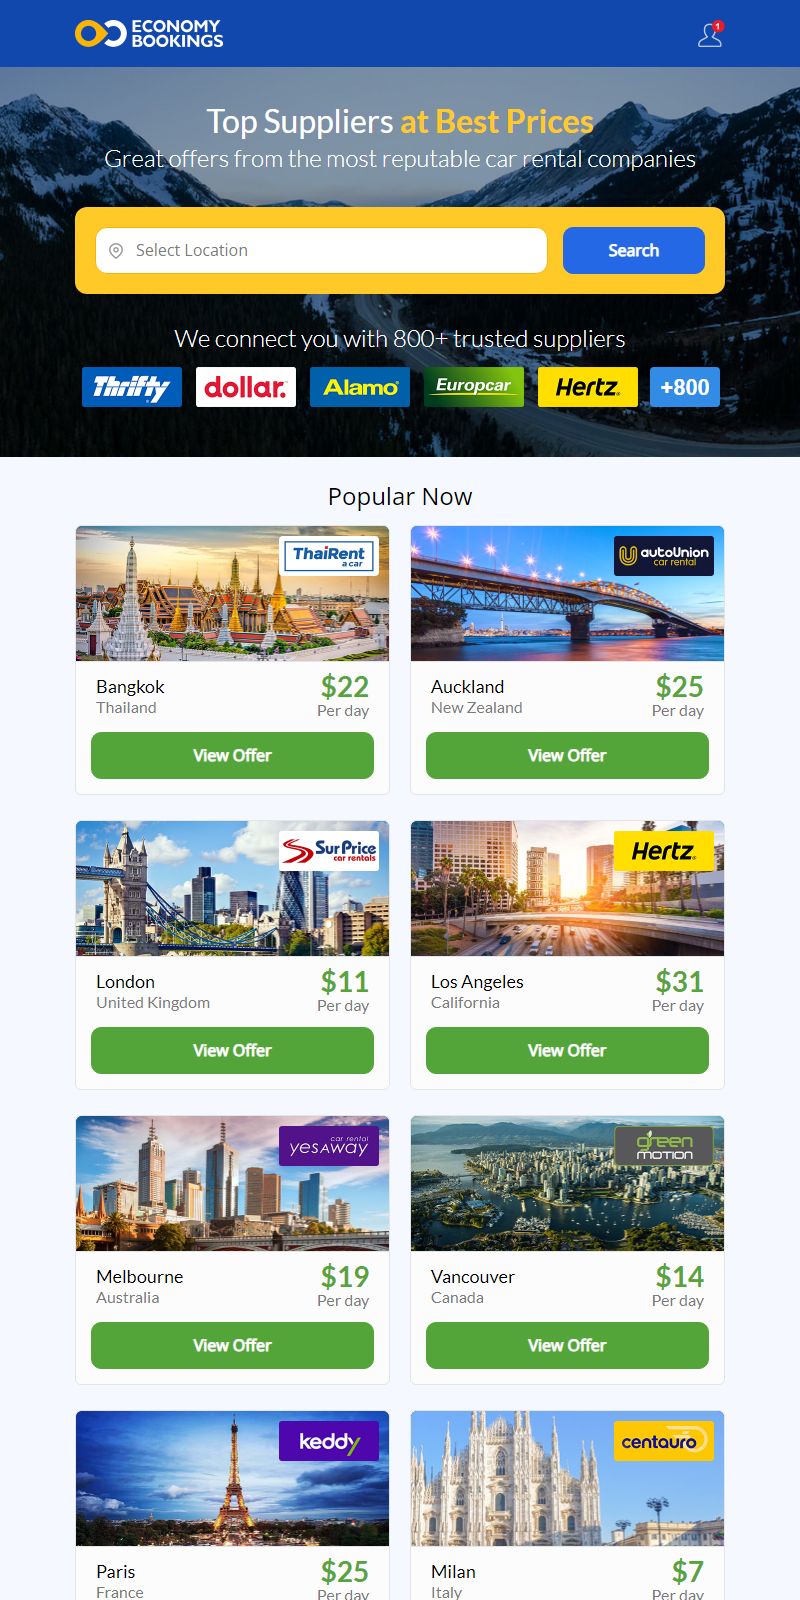 ECONOMY
BOOKINGS
1
Top Suppliers at Best Prices
Great offers from the most reputable car rental companies
Select Location
Search
We connect you with 800+ trusted suppliers
Thrifty
dollar.
Alamo
Europcar
Hertz
+800
Popular Now
ThaiRent
a car
Bangkok
Thailand
$22
Per day
View Offer
autoUnion
car rental
Auckland
New Zealand
$25
Per day
View Offer
SurPrice
car rentals
London
United Kingdom
$11
Per day
View Offer
Hertz
Los Angeles
California
$31
Per day
View Offer
car rental
yesAway
Melbourne
Australia
$19
Per day
View Offer
green
motion
Vancouver
Canada
$14
Per day
View Offer
keddy
Paris
France
$25
Per day
centauro
Milan
Italy
$7
Per day